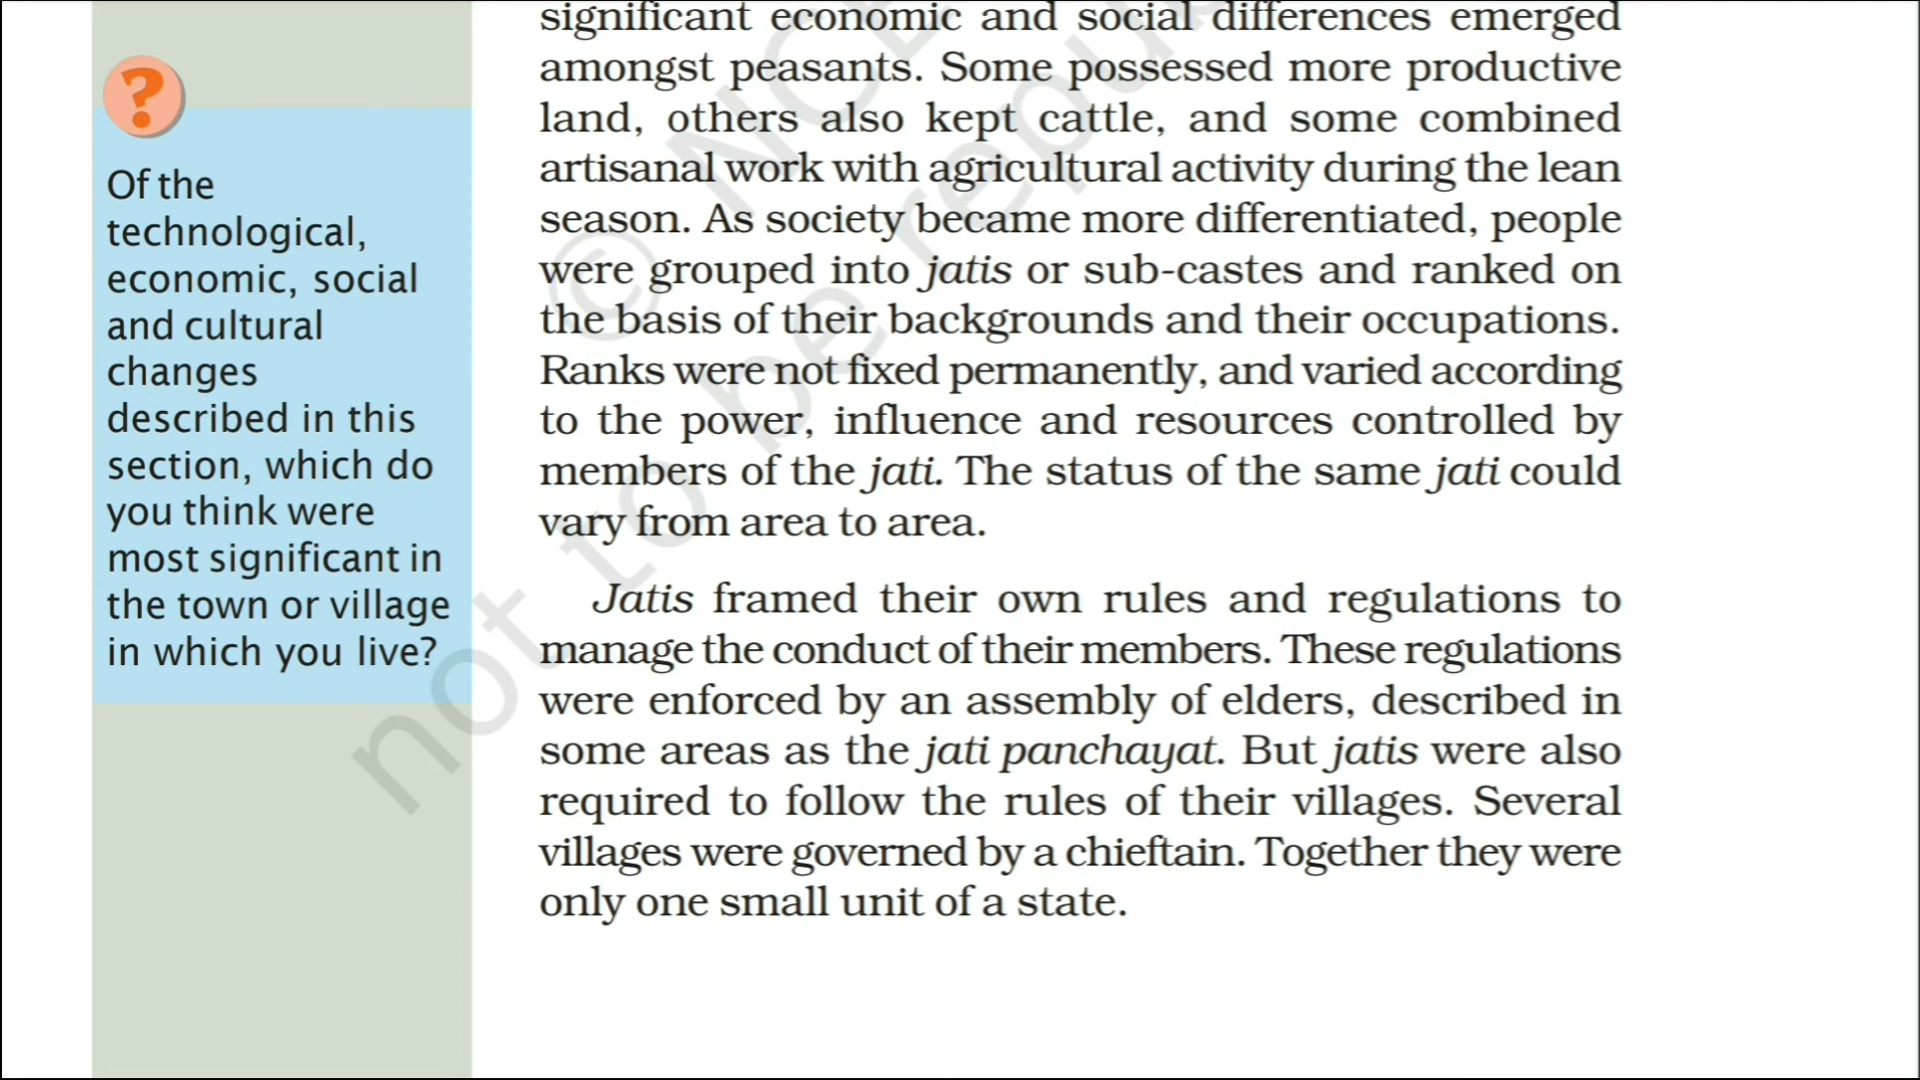 ?
Of the
technological,
economic, social
and cultural
changes
described in this
section, which do
you think were
most significant in
the town or village
in which you live?
significant economic and social differences emerged
amongst peasants. Some possessed more productive
land, others also kept cattle, and some combined
artisanal work with agricultural activity during the lean
season. As society became more differentiated, people
were grouped into jatis or sub-castes and ranked on
the basis of their backgrounds and their occupations.
Ranks were not fixed permanently, and varied according
to the power, influence and resources controlled by
members of the jati. The status of the same jati could
vary from area to area.
Jatis framed their own rules and regulations to
manage the conduct of their members. These regulations
were enforced by an assembly of elders, described in
some areas as the jati panchayat. But jatis were also
required to follow the rules of their villages. Several
villages were governed by a chieftain. Together they were
only one small unit of a state.
©
not to be